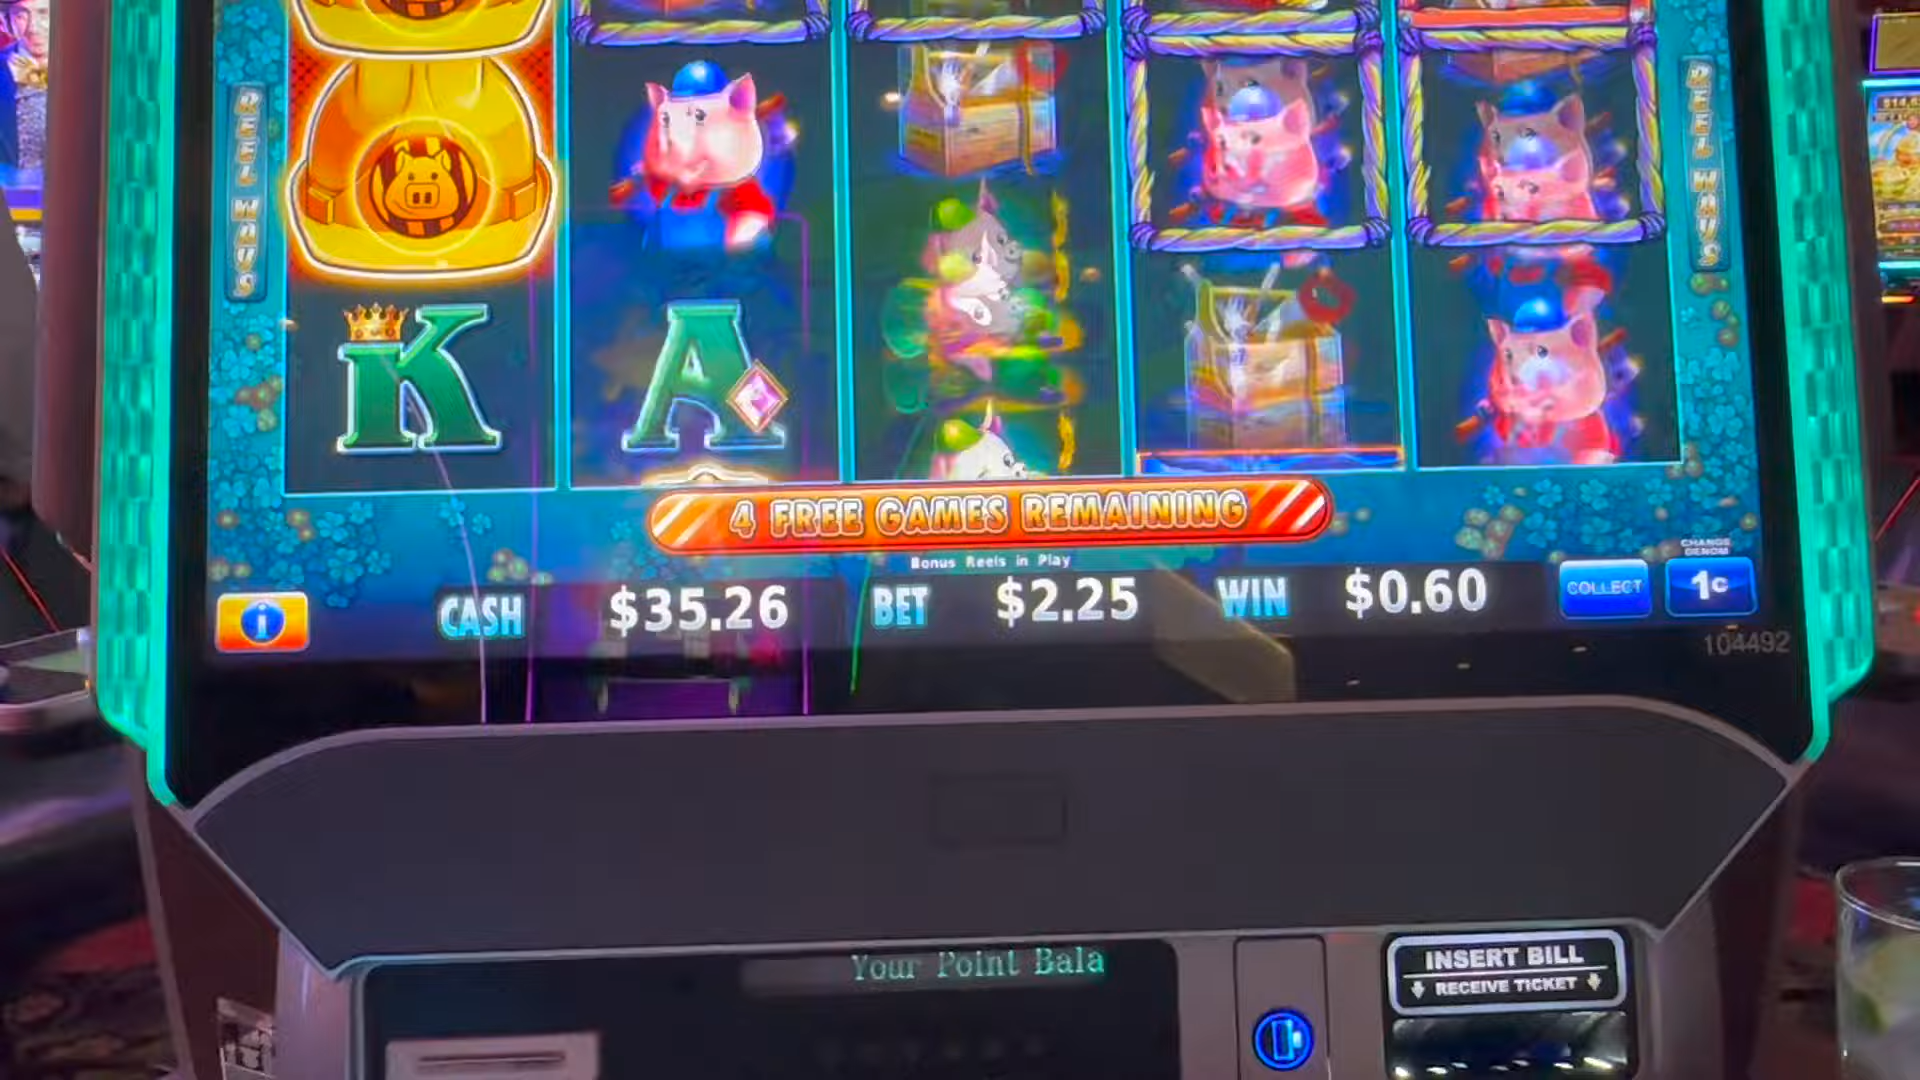 REEL WAYS
REEL WAYS
K
A
4 FREE GAMES REMAINING
Bonus Reels in Play
CASH $35.26 BET $2.25 WIN $0.60
COLLECT
CHANGE DENOM
1¢
104492
Your Point Bala
INSERT BILL
RECEIVE TICKET